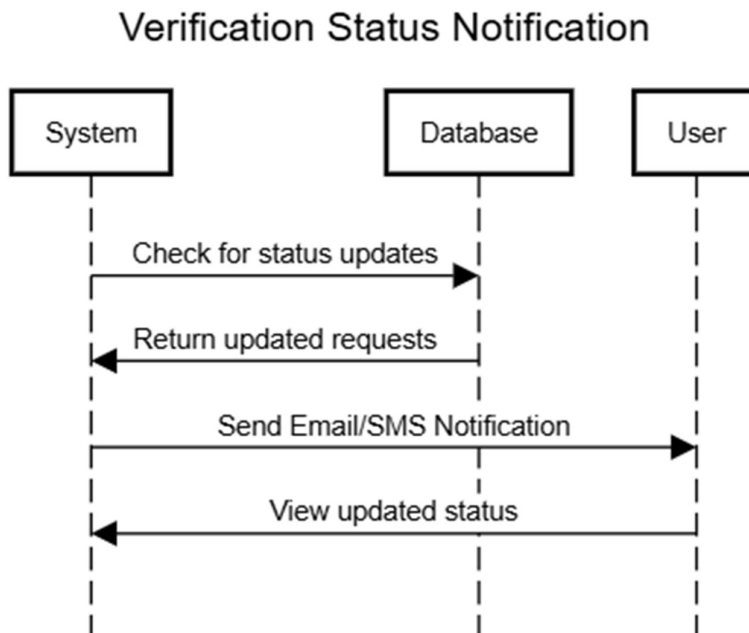 Verification Status Notification
System
Database
User
Check for status updates
Return updated requests
Send Email/SMS Notification
View updated status